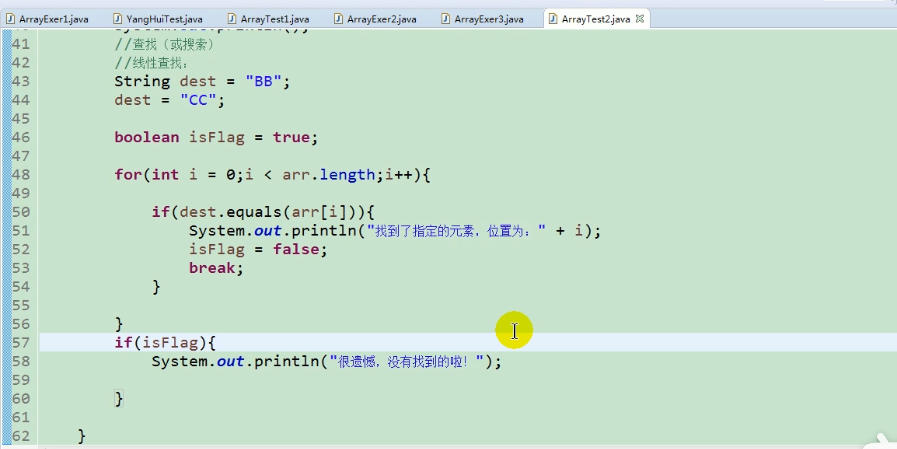 ArrayExer1.java YangHuiTest.java ArrayTest1.java ArrayExer2.java ArrayExer3.java ArrayTest2.java
41 //查找（或搜索）
42 //线性查找：
43 String dest = "BB";
44 dest = "CC";
45
46 boolean isFlag = true;
47
48 for(int i = 0;i < arr.length;i++){
49
50 if(dest.equals(arr[i])){
51 System.out.println("找到了指定的元素，位置为：" + i);
52 isFlag = false;
53 break;
54 }
55
56 }
57 if(isFlag){
58 System.out.println("很遗憾，没有找到的啦！");
59
60 }
61
62 }